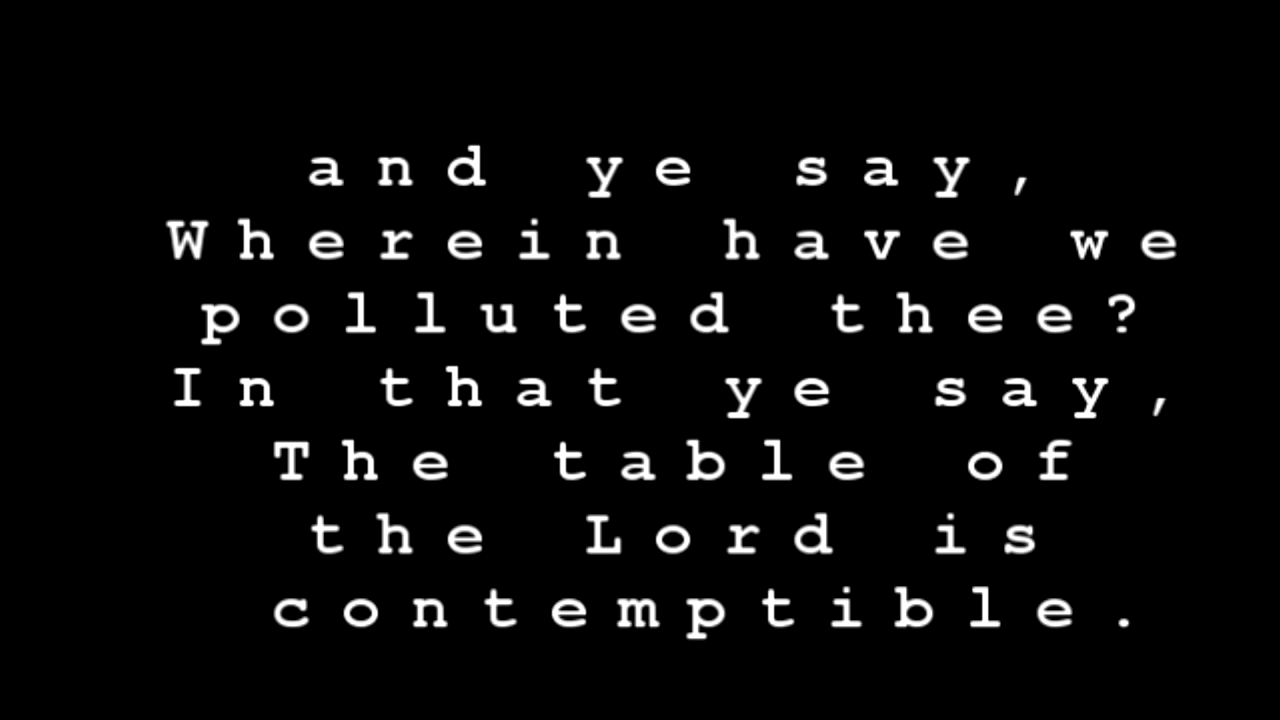 and ye say,
Wherein have we
polluted thee?
In that ye say,
The table of
the Lord is
contemptible.